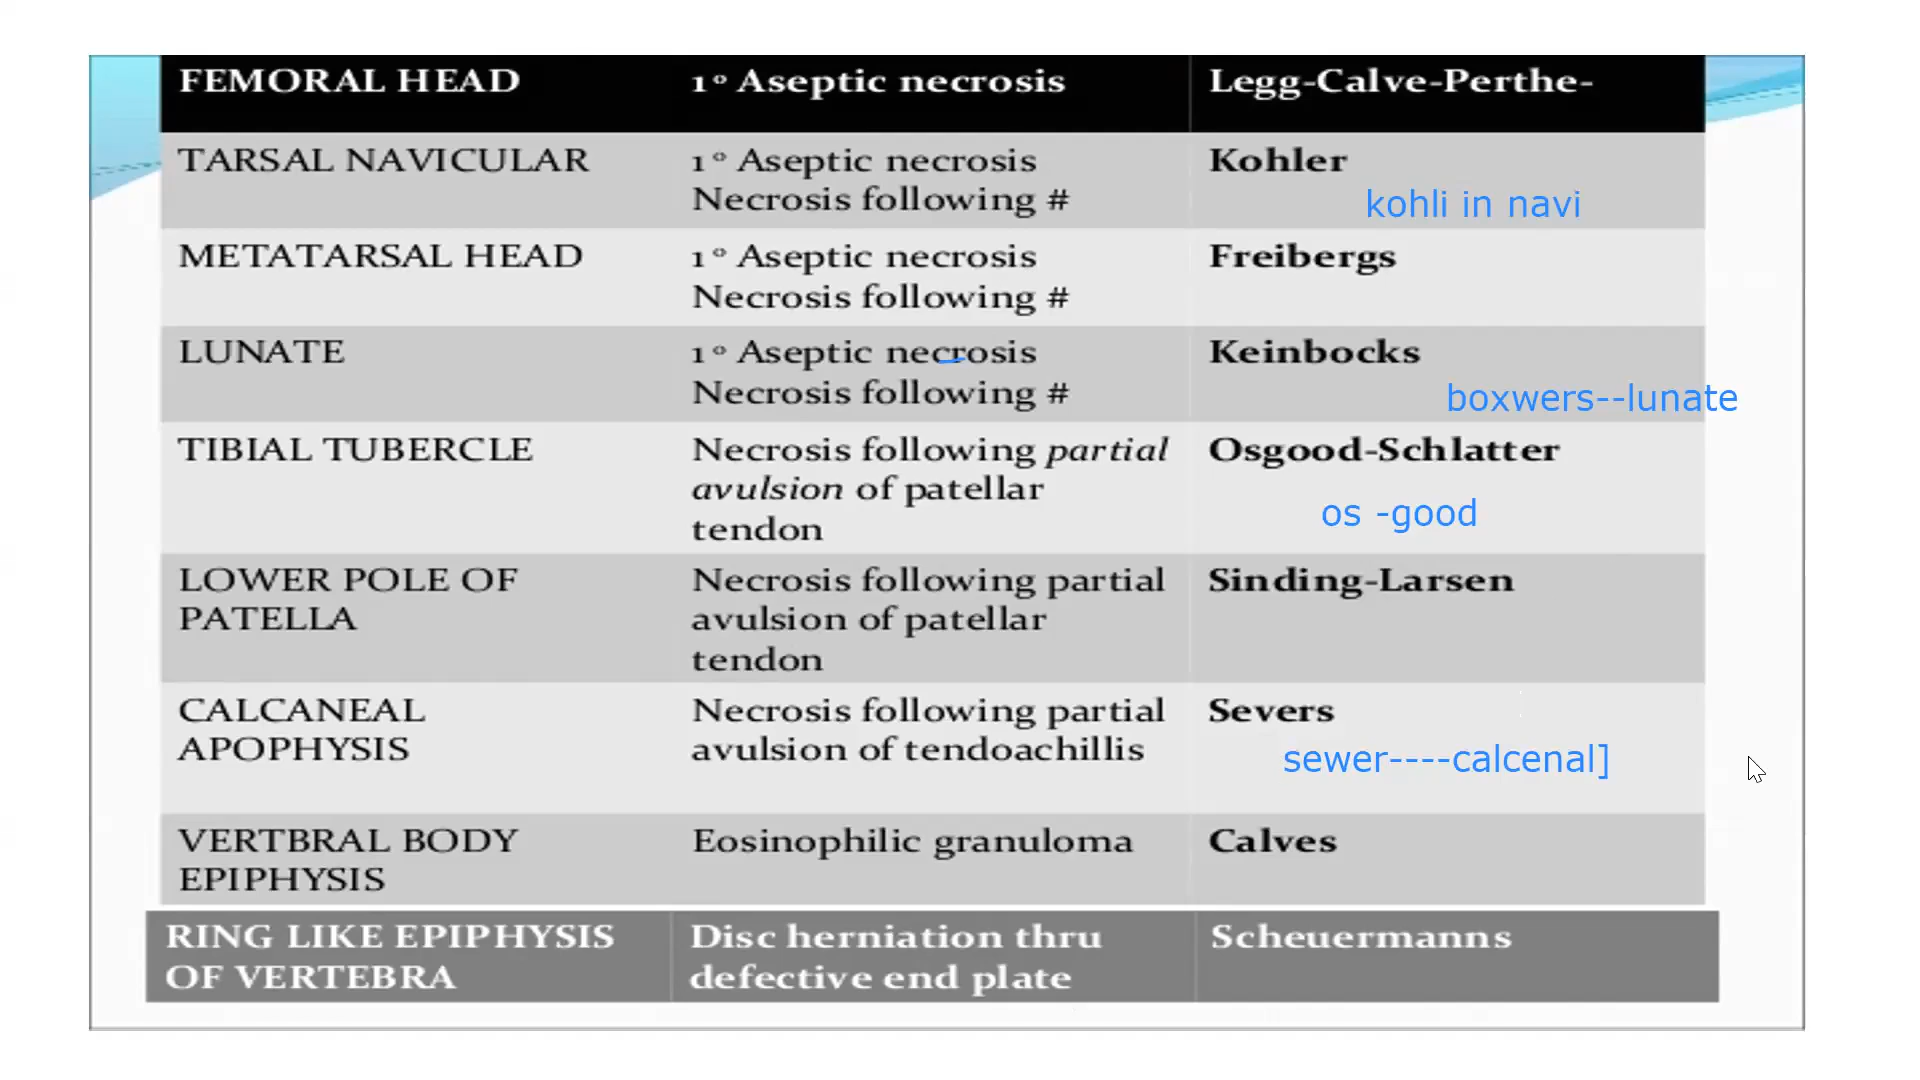 FEMORAL HEAD 1° Aseptic necrosis Legg-Calve-Perthe-
TARSAL NAVICULAR 1° Aseptic necrosis Kohler
Necrosis following # kohli in navi
METATARSAL HEAD 1° Aseptic necrosis Freibergs
Necrosis following #
LUNATE 1° Aseptic necrosis Keinbocks
Necrosis following # boxwers--lunate
TIBIAL TUBERCLE Necrosis following partial Osgood-Schlatter
avulsion of patellar os -good
tendon
LOWER POLE OF Necrosis following partial Sinding-Larsen
PATELLA avulsion of patellar
tendon
CALCANEAL Necrosis following partial Severs
APOPHYSIS avulsion of tendoachillis sewer----calcenal]
VERTBRAL BODY Eosinophilic granuloma Calves
EPIPHYSIS
RING LIKE EPIPHYSIS Disc herniation thru Scheuermanns
OF VERTEBRA defective end plate